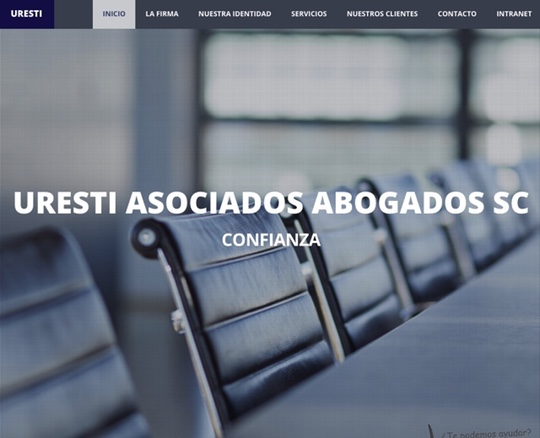 URESTI
INICIO
LA FIRMA
NUESTRA IDENTIDAD
SERVICIOS
NUESTROS CLIENTES
CONTACTO
INTRANET
URESTI ASOCIADOS ABOGADOS SC
CONFIANZA
¿Te podemos ayudar?